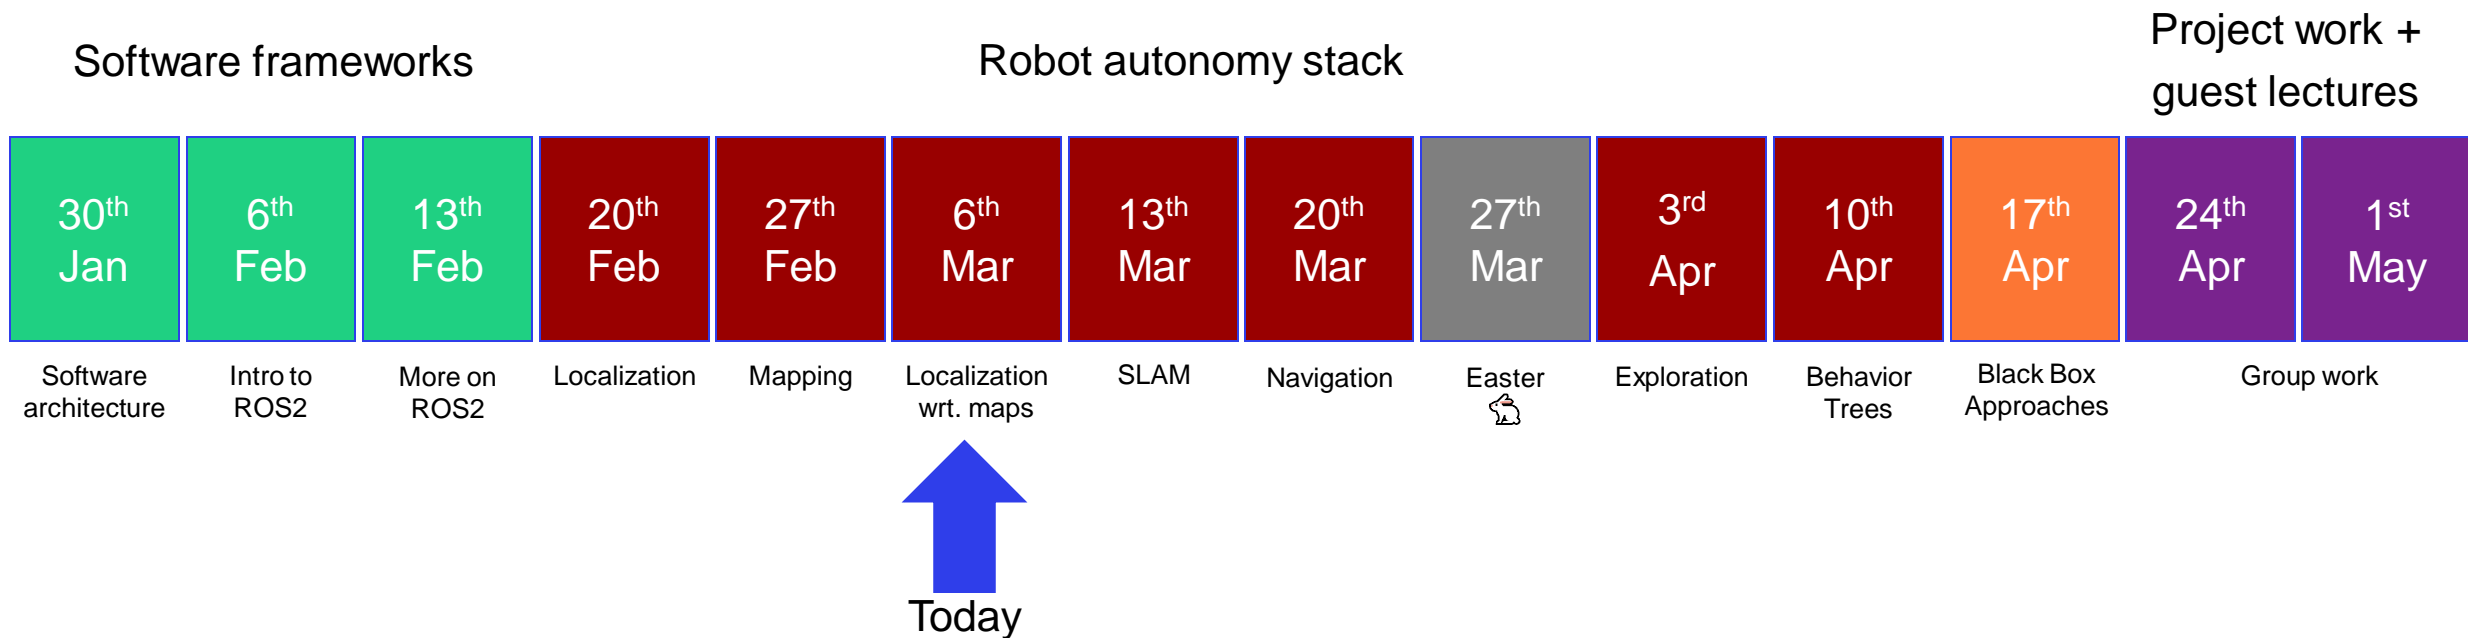 Software frameworks
Robot autonomy stack
Project work +
guest lectures
30th
Jan
6th
Feb
13th
Feb
20th
Feb
27th
Feb
6th
Mar
13th
Mar
20th
Mar
27th
Mar
3rd
Apr
10th
Apr
17th
Apr
24th
Apr
1st
May
Software
architecture
Intro to
ROS2
More on
ROS2
Localization
Mapping
Localization
wrt. maps
SLAM
Navigation
Easter
Exploration
Behavior
Trees
Black Box
Approaches
Group work
Today